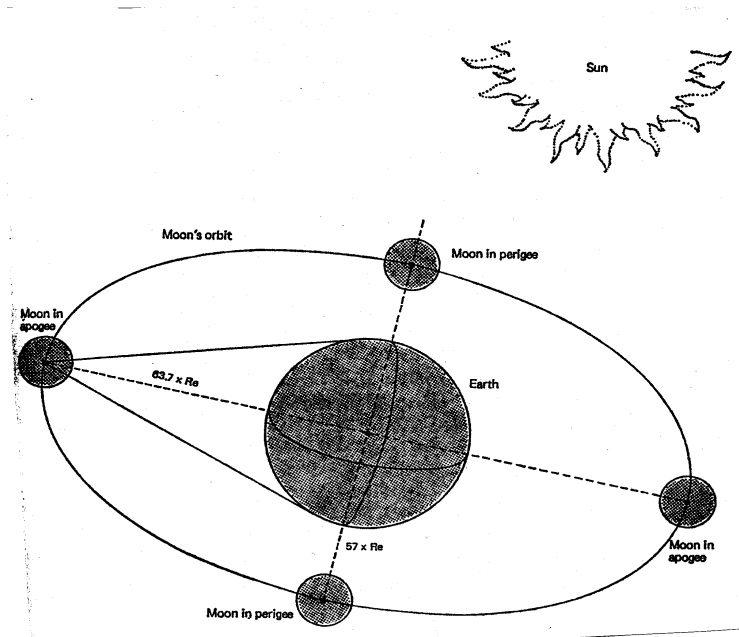 Sun
Moon's orbit
Moon in perigee
Moon in
apogee
63.7 x Re
Earth
57 x Re
Moon in
apogee
Moon in perigee